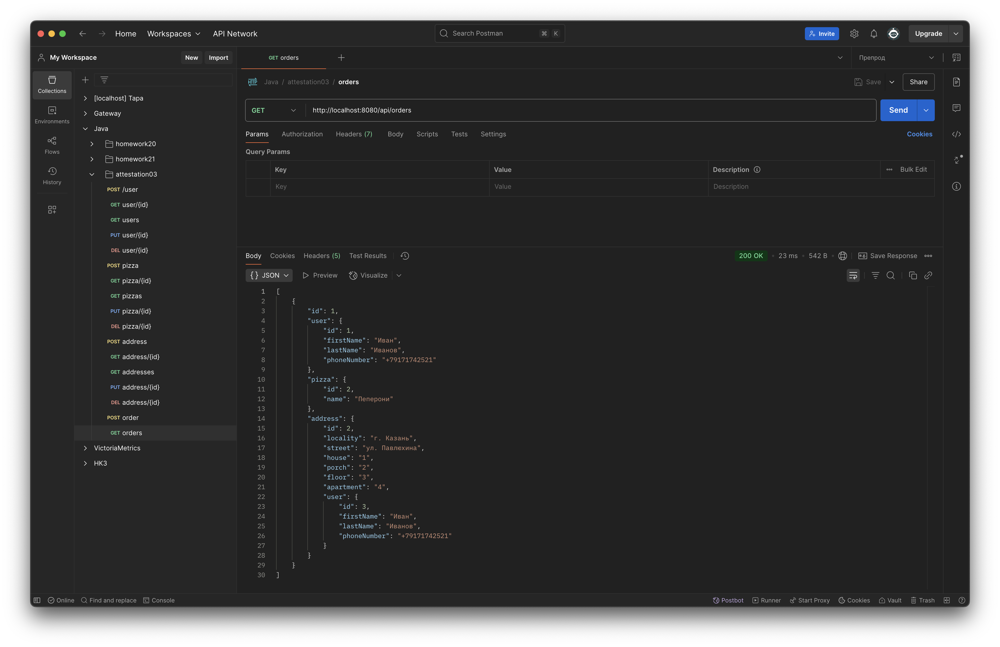 Home Workspaces API Network Search Postman ⌘ K Invite Upgrade
My Workspace New Import GET orders Препрод
Collections
Environments
Flows
History
[localhost] Тара
Gateway
Java
homework20
homework21
attestation03
POST /user
GET user/{id}
GET users
PUT user/{id}
DEL user/{id}
POST pizza
GET pizza/{id}
GET pizzas
PUT pizza/{id}
DEL pizza/{id}
POST address
GET address/{id}
GET addresses
PUT address/{id}
DEL address/{id}
POST order
GET orders
VictoriaMetrics
НКЗ
HTTP Java / attestation03 / orders Save Share
GET http://localhost:8080/api/orders Send
Params Authorization Headers (7) Body Scripts Tests Settings Cookies
Query Params
Key Value Description Bulk Edit
Key Value Description
Body Cookies Headers (5) Test Results 200 OK 23 ms 542 B e.g. Save Response
{} JSON Preview Visualize
1 [
2 {
3 "id": 1,
4 "user": {
5 "id": 1,
6 "firstName": "Иван",
7 "lastName": "Иванов",
8 "phoneNumber": "+79171742521"
9 },
10 "pizza": {
11 "id": 2,
12 "name": "Пеперони"
13 },
14 "address": {
15 "id": 2,
16 "locality": "г. Казань",
17 "street": "ул. Павлюхина",
18 "house": "1",
19 "porch": "2",
20 "floor": "3",
21 "apartment": "4",
22 "user": {
23 "id": 3,
24 "firstName": "Иван",
25 "lastName": "Иванов",
26 "phoneNumber": "+79171742521"
27 }
28 }
29 }
30 ]
Online Find and replace Console Postbot Runner Start Proxy Cookies Vault Trash